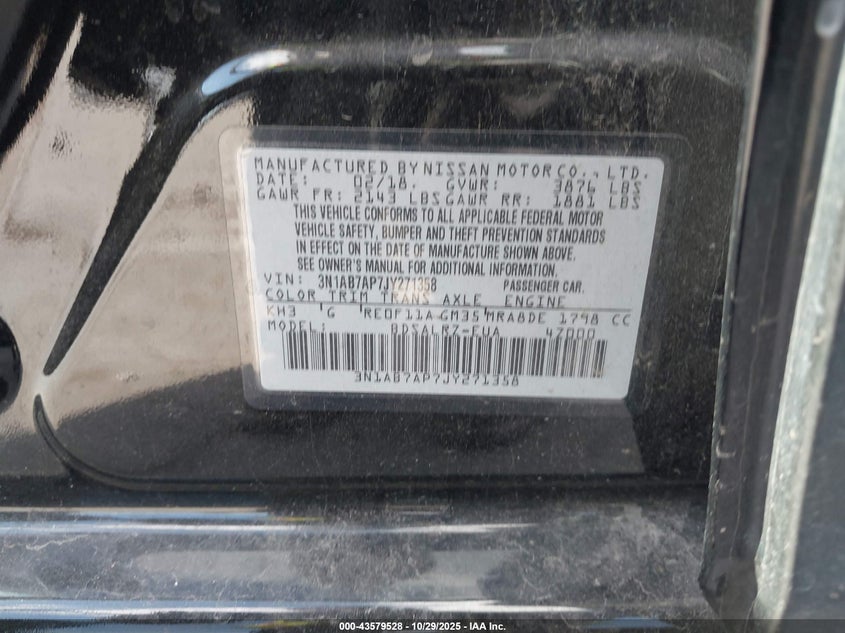 MANUFACTURED BY NISSAN MOTOR CO., LTD.
DATE: 02/18. GVWR: 3876 LBS
GAWR FR: 2143 LBS GAWR RR: 1881 LBS
THIS VEHICLE CONFORMS TO ALL APPLICABLE FEDERAL MOTOR
VEHICLE SAFETY, BUMPER AND THEFT PREVENTION STANDARDS
IN EFFECT ON THE DATE OF MANUFACTURE SHOWN ABOVE.
SEE OWNER'S MANUAL FOR ADDITIONAL INFORMATION.
VIN: 3N1AB7AP7JY271358 PASSENGER CAR.
COLOR TRIM TRANS AXLE ENGINE
KH3 G RE0F11A GM35 MRA8DE 1798 CC
MODEL: BDSALRZ-EUA 47000
3N1AB7AP7JY271358
000-43579528 - 10/29/2025 - IAA Inc.